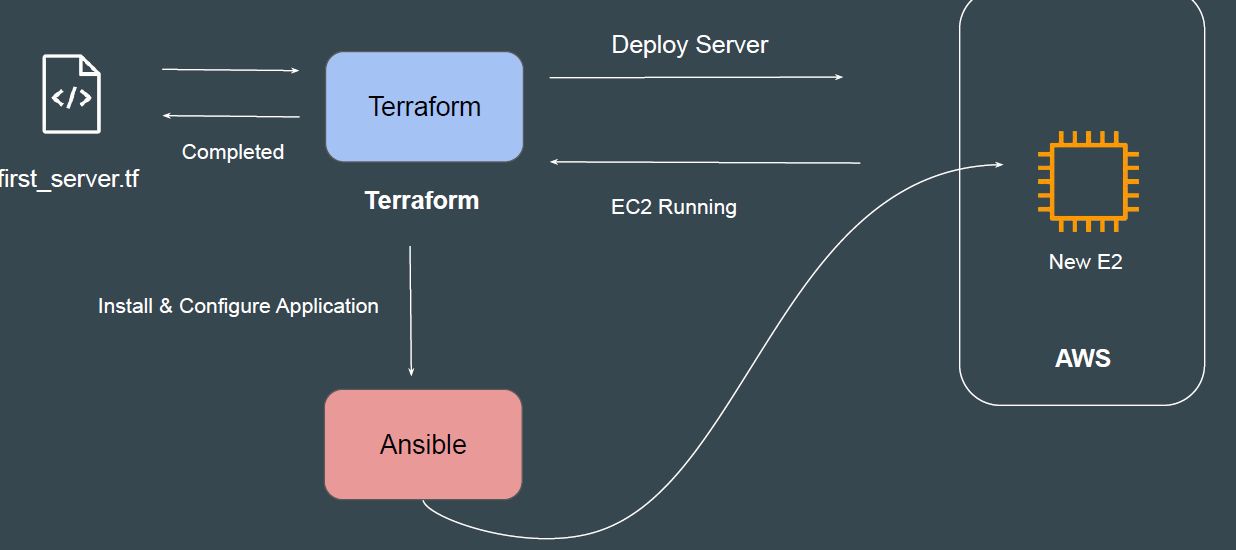 </>
first_server.tf
Completed
Terraform
Terraform
Deploy Server
EC2 Running
Install & Configure Application
Ansible
New E2
AWS